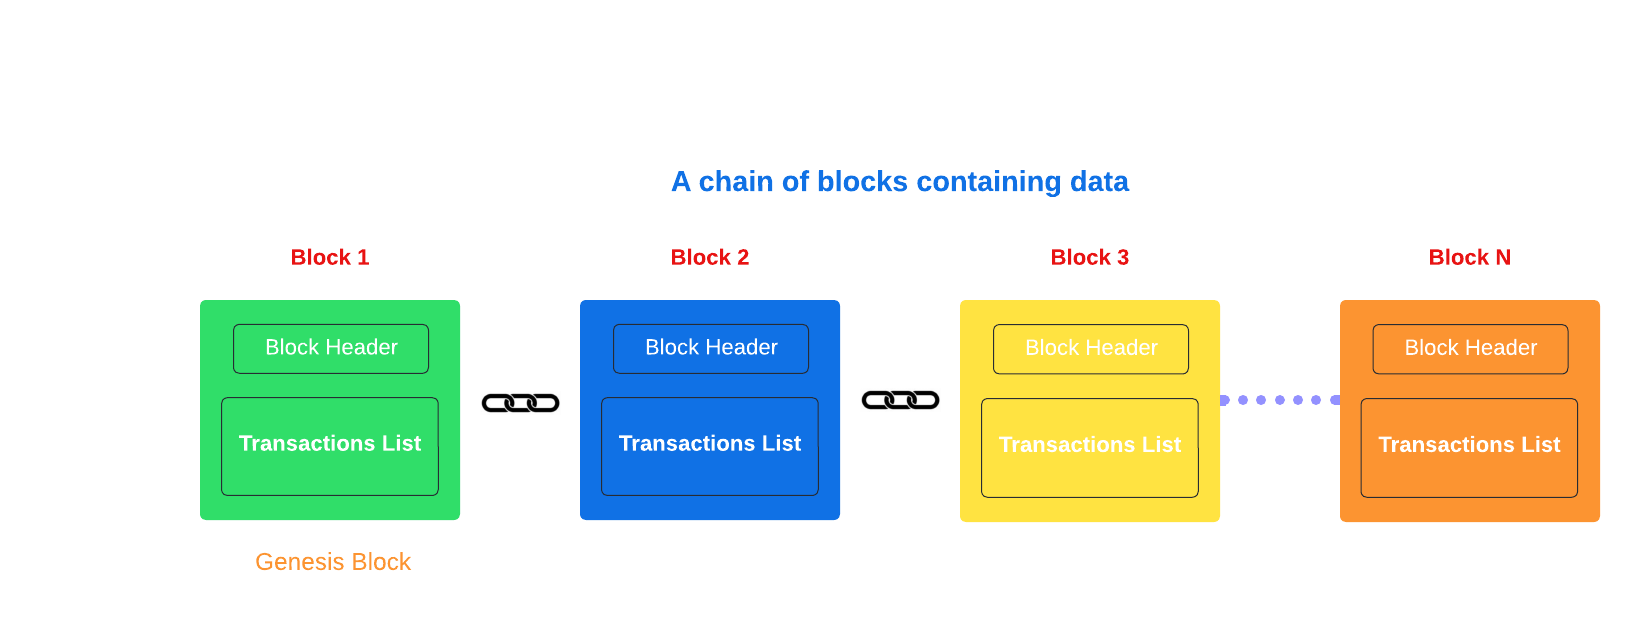 A chain of blocks containing data
Block 1
Block 2
Block 3
Block N
Block Header
Block Header
Block Header
Block Header
Transactions List
Transactions List
Transactions List
Transactions List
Genesis Block